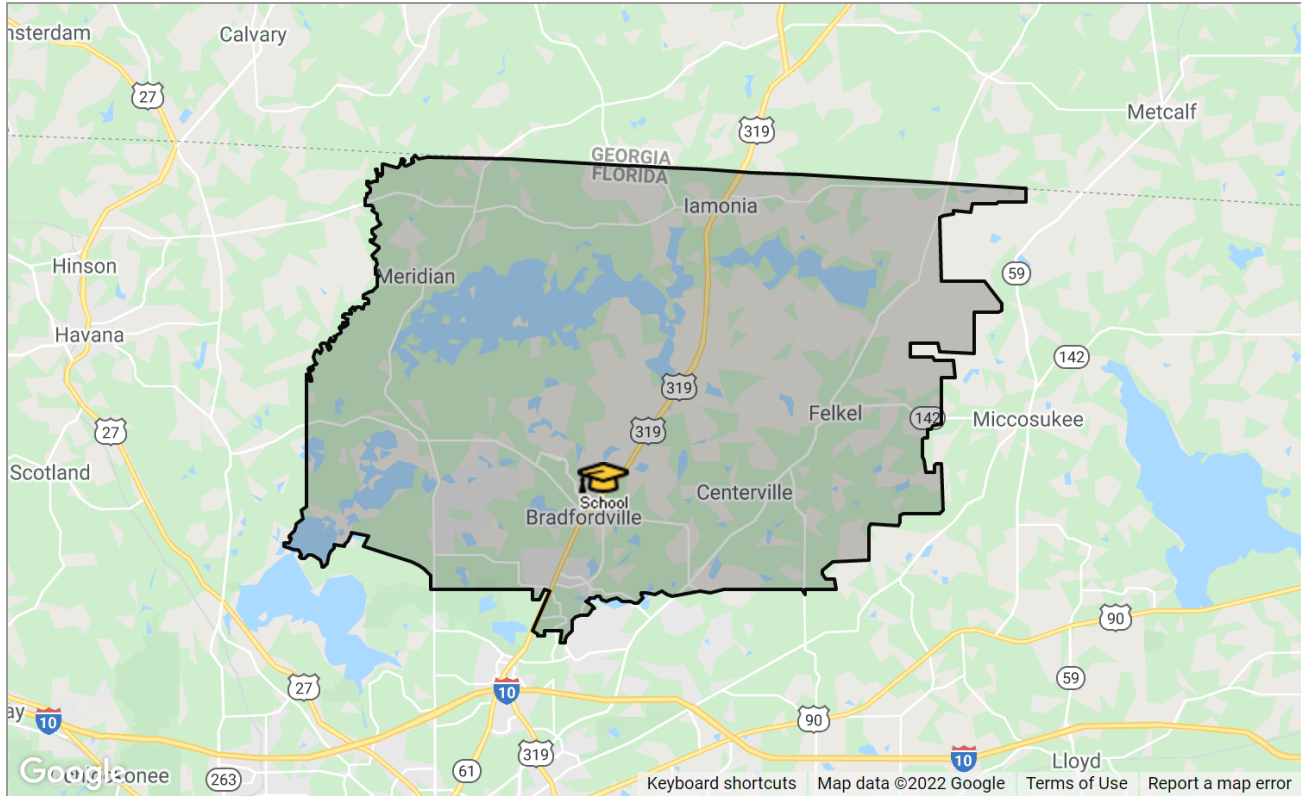 nsterdam
Calvary
27
319
Metcalf
GEORGIA
FLORIDA
Iamonia
Hinson
Meridian
59
Havana
142
319
27
319
Felkel
142
Miccosukee
Scotland
School
Centerville
Bradfordville
90
27
10
59
ay
10
90
319
61
10
Lloyd
Google
263
Keyboard shortcuts
Map data ©2022 Google
Terms of Use
Report a map error